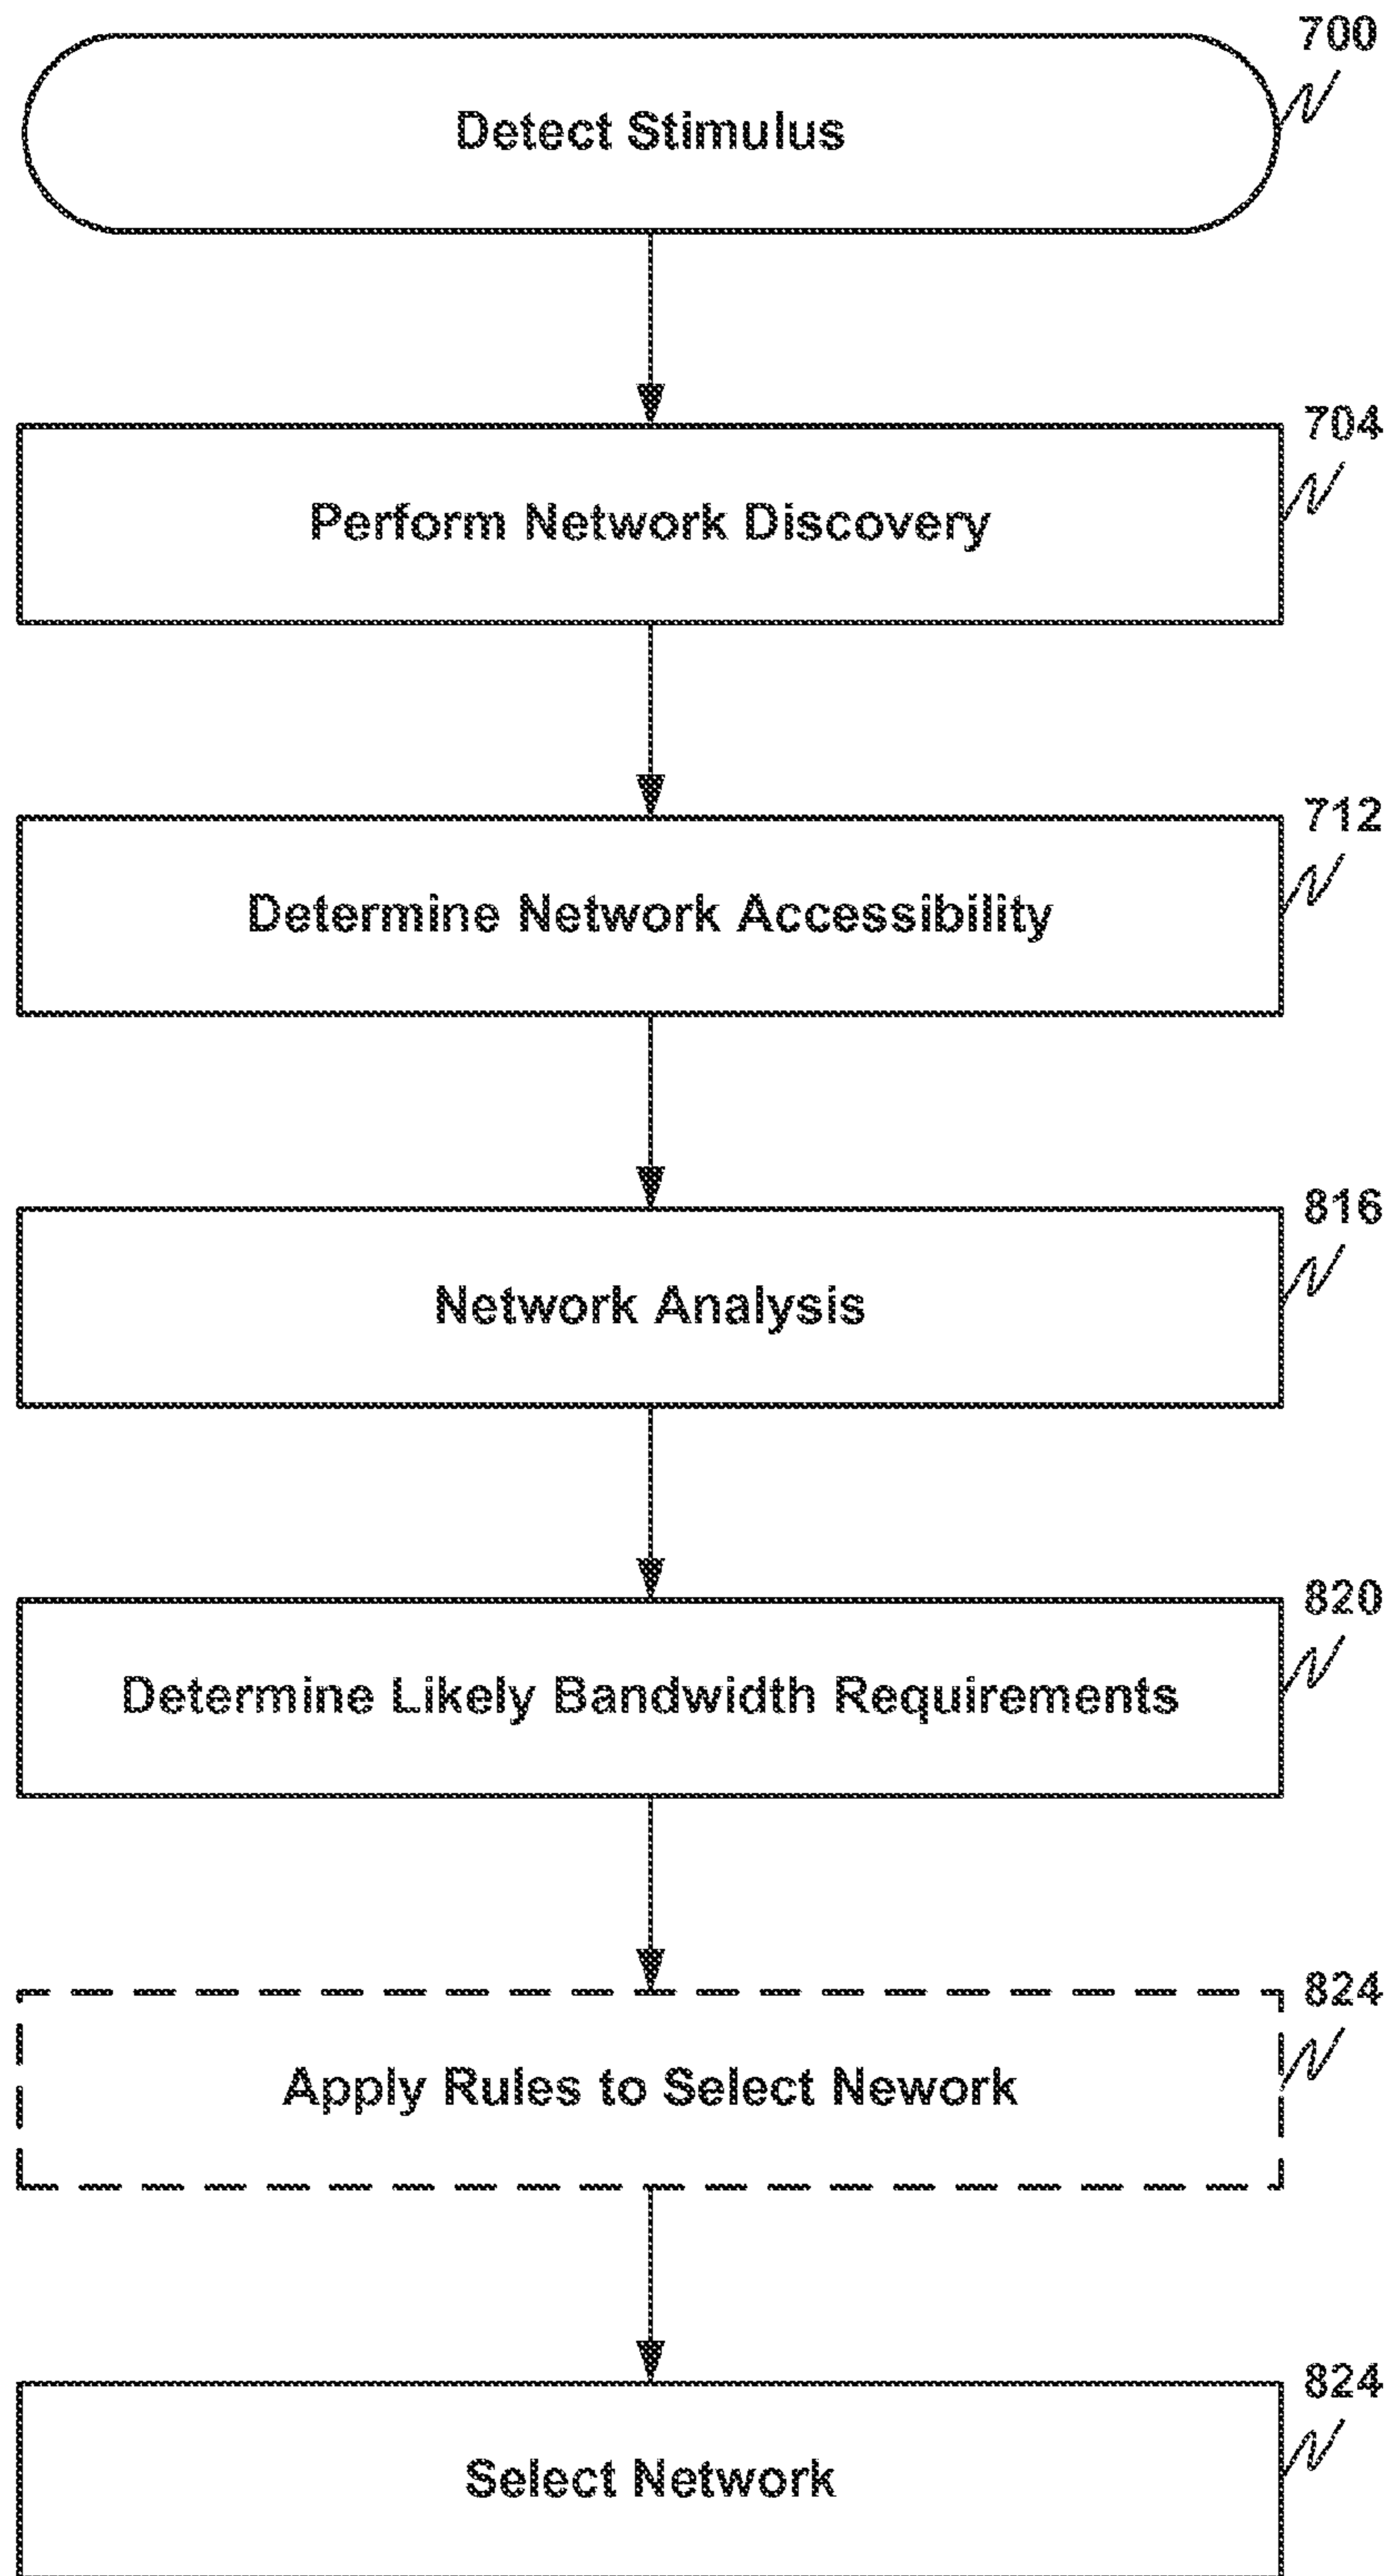 700
Detect Stimulus
704
Perform Network Discovery
712
Determine Network Accessibility
816
Network Analysis
820
Determine Likely Bandwidth Requirements
824
Apply Rules to Select Nework
824
Select Network